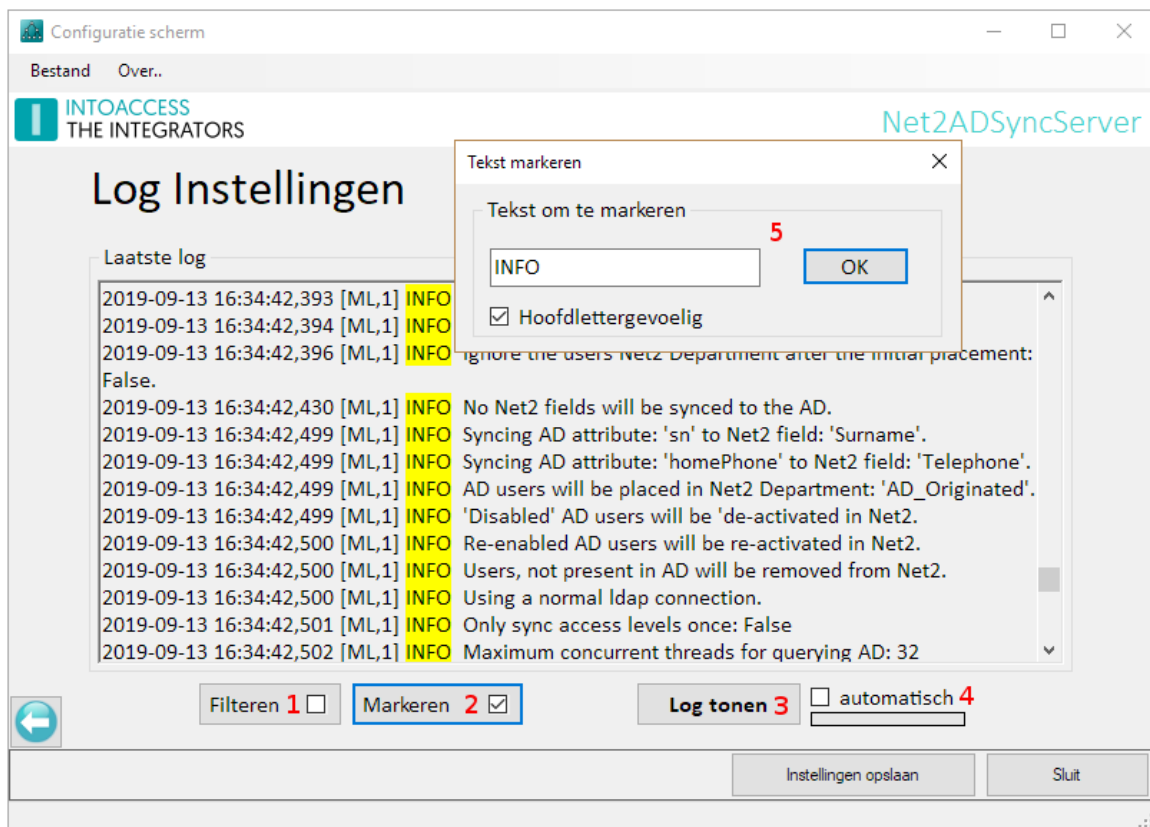 Configuratie scherm
Bestand Over..
INTOACCESS
THE INTEGRATORS
Net2ADSyncServer
Log Instellingen
Tekst markeren
Tekst om te markeren
5
INFO
OK
Hoofdlettergevoelig
Laatste log
2019-09-13 16:34:42,393 [ML,1] INFO
2019-09-13 16:34:42,394 [ML,1] INFO
2019-09-13 16:34:42,396 [ML,1] INFO Ignore the users Net2 Department after the initial placement:
False.
2019-09-13 16:34:42,430 [ML,1] INFO No Net2 fields will be synced to the AD.
2019-09-13 16:34:42,499 [ML,1] INFO Syncing AD attribute: 'sn' to Net2 field: 'Surname'.
2019-09-13 16:34:42,499 [ML,1] INFO Syncing AD attribute: 'homePhone' to Net2 field: 'Telephone'.
2019-09-13 16:34:42,499 [ML,1] INFO AD users will be placed in Net2 Department: 'AD_Originated'.
2019-09-13 16:34:42,499 [ML,1] INFO 'Disabled' AD users will be 'de-activated in Net2.
2019-09-13 16:34:42,500 [ML,1] INFO Re-enabled AD users will be re-activated in Net2.
2019-09-13 16:34:42,500 [ML,1] INFO Users, not present in AD will be removed from Net2.
2019-09-13 16:34:42,500 [ML,1] INFO Using a normal ldap connection.
2019-09-13 16:34:42,501 [ML,1] INFO Only sync access levels once: False
2019-09-13 16:34:42,502 [ML,1] INFO Maximum concurrent threads for querying AD: 32
Filteren 1
Markeren 2
Log tonen 3
automatisch 4
Instellingen opslaan
Sluit